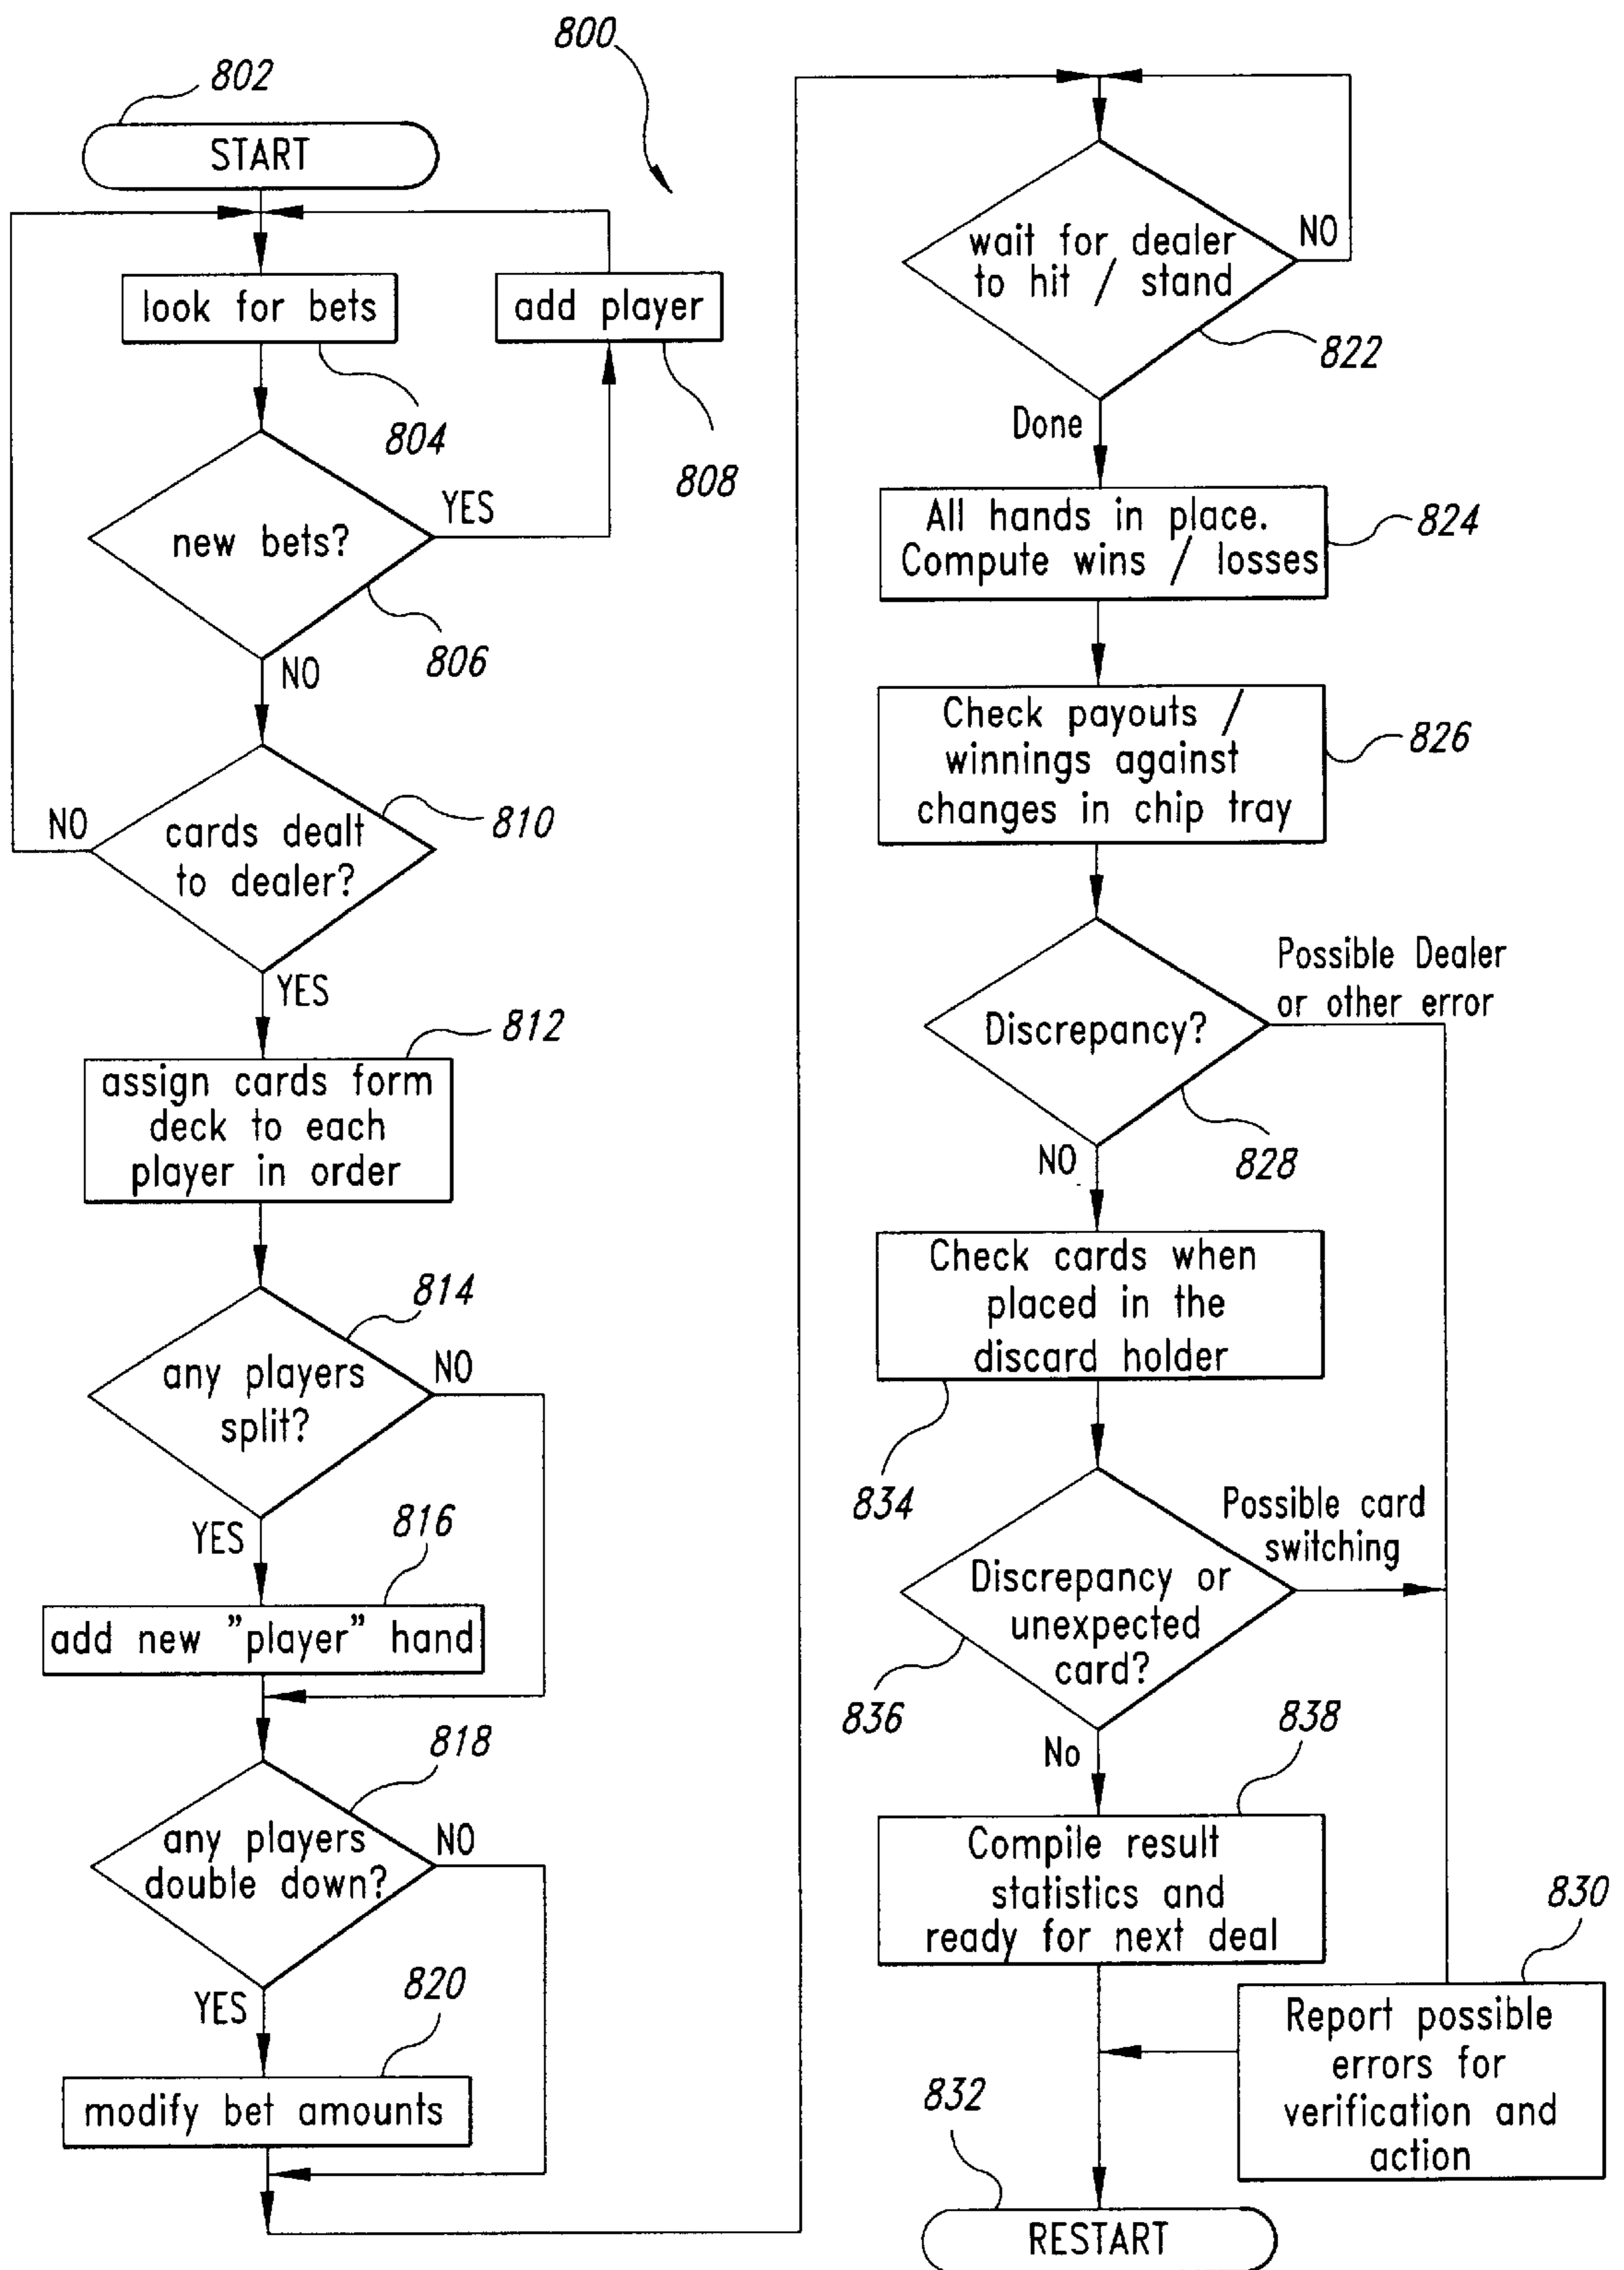 800
802
START
look for bets
804
add player
808
new bets?
YES
806
NO
cards dealt
to dealer?
810
NO
YES
812
assign cards form
deck to each
player in order
814
any players
split?
NO
YES
816
add new "player" hand
818
any players
double down?
NO
YES
820
modify bet amounts
wait for dealer
to hit / stand
NO
822
Done
All hands in place.
Compute wins / losses
824
Check payouts /
winnings against
changes in chip tray
826
Discrepancy?
Possible Dealer
or other error
828
NO
Check cards when
placed in the
discard holder
834
Possible card
switching
Discrepancy or
unexpected
card?
836
No
838
Compile result
statistics and
ready for next deal
830
Report possible
errors for
verification and
action
832
RESTART